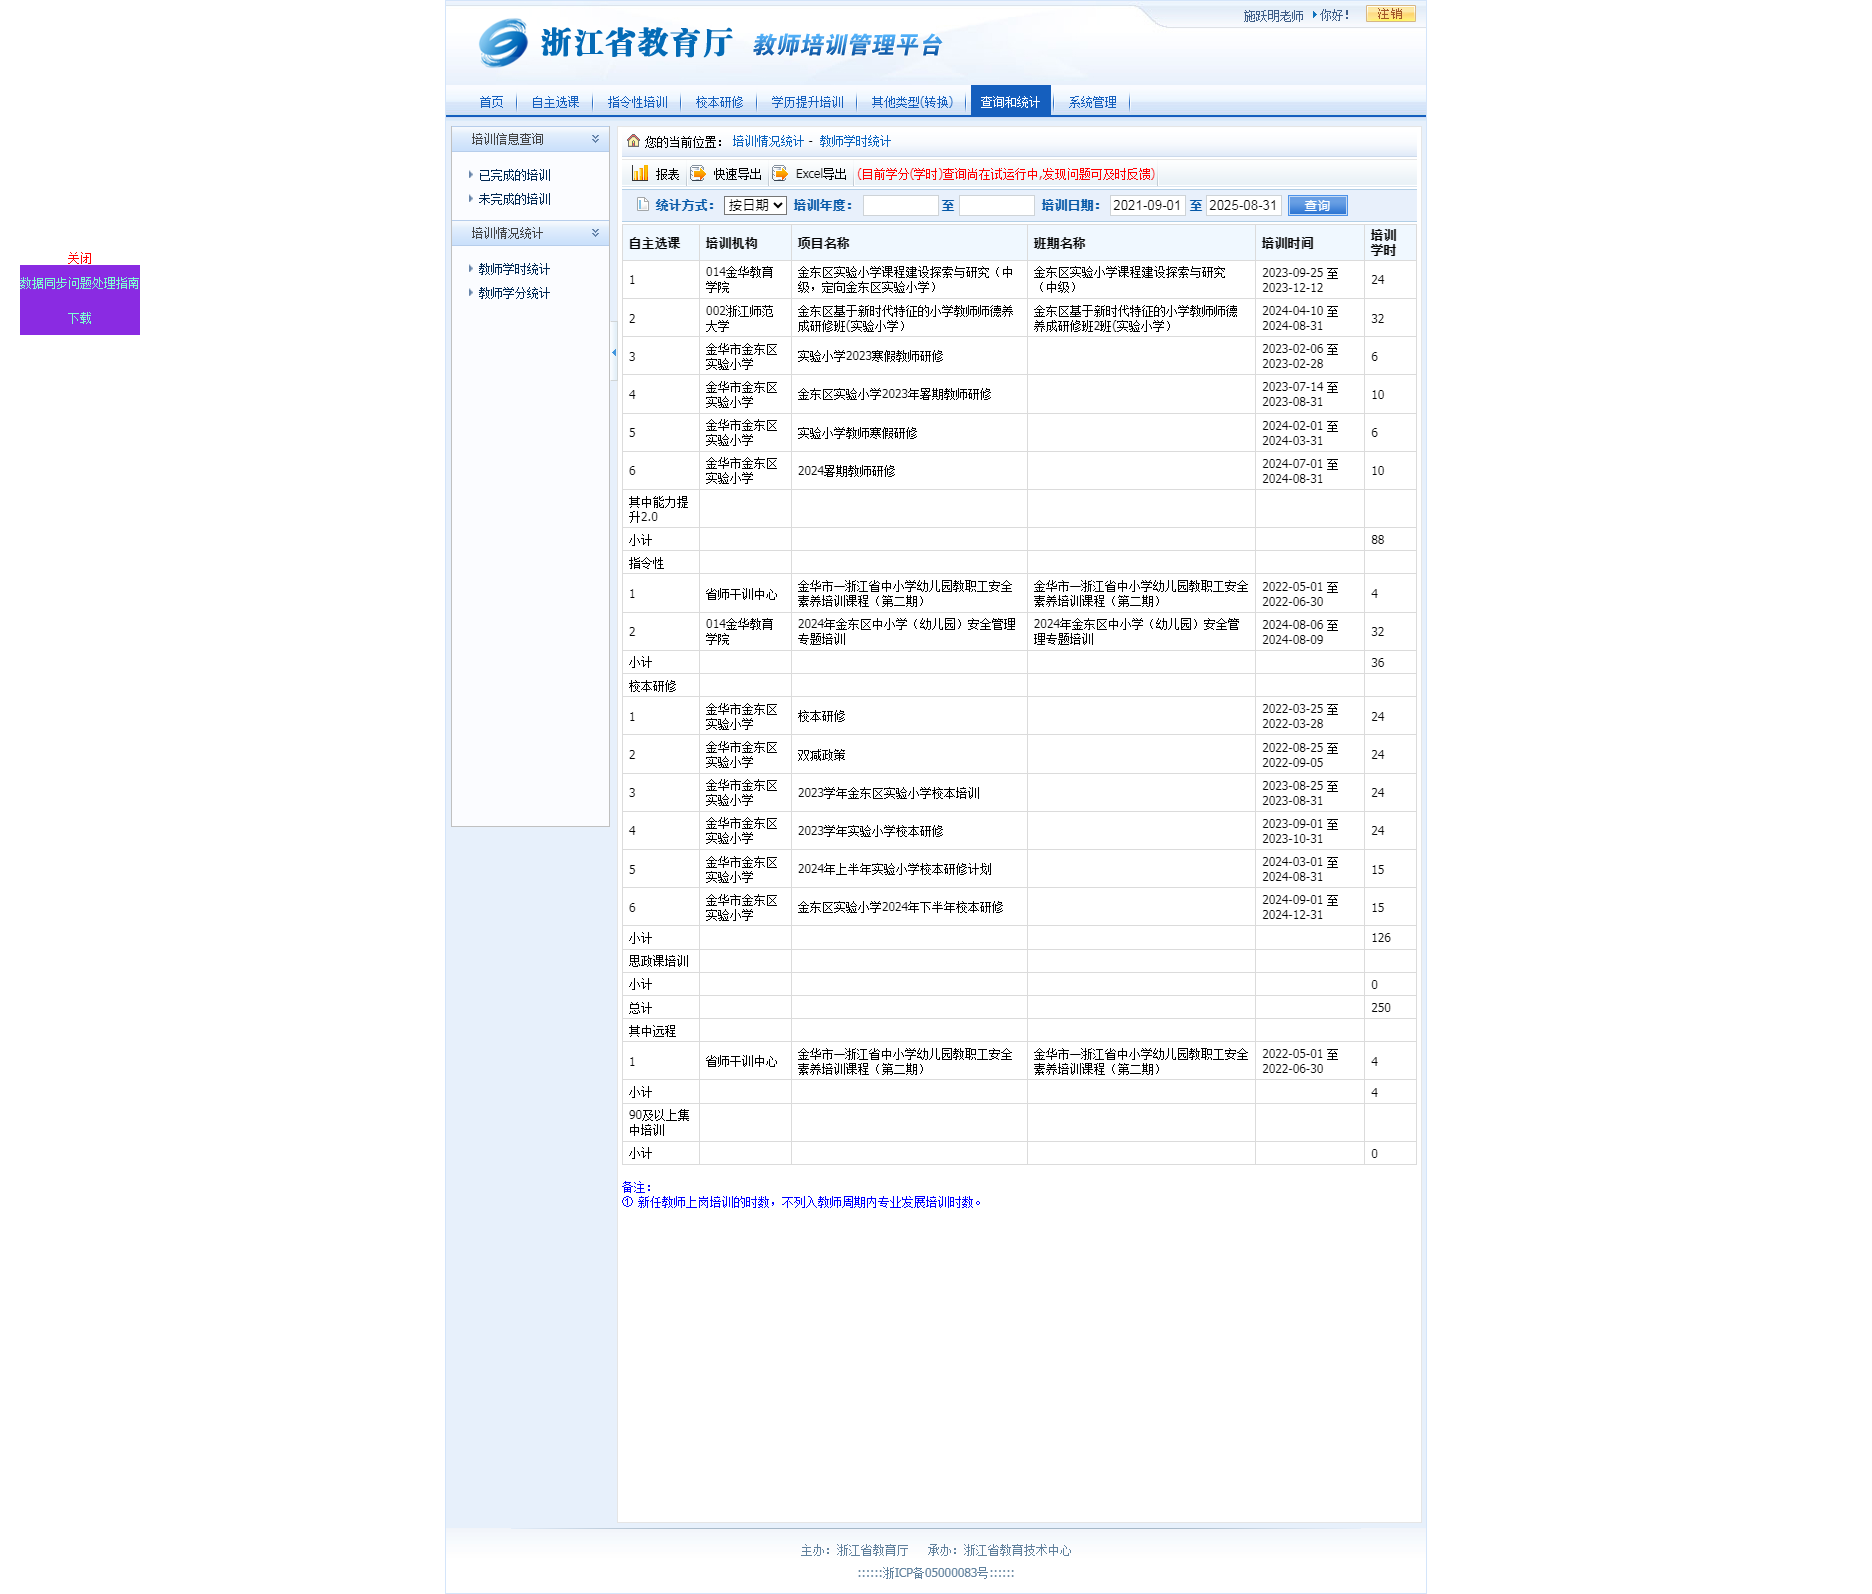 施跃明老师 你好！ 注销
浙江省教育厅 教师培训管理平台
首页 自主选课 指令性培训 校本研修 学历提升培训 其他类型(转换) 查询和统计 系统管理
培训信息查询
已完成的培训
未完成的培训
培训情况统计
教师学时统计
教师学分统计
关闭
数据同步问题处理指南
下载
您的当前位置： 培训情况统计 - 教师学时统计
报表 快速导出 Excel导出 (目前学分(学时)查询尚在试运行中,发现问题可及时反馈)
统计方式： 按日期 培训年度： 至 培训日期： 2021-09-01 至 2025-08-31 查询
自主选课 培训机构 项目名称 班期名称 培训时间 培训
学时
1 014金华教育 金东区实验小学课程建设探索与研究（中 金东区实验小学课程建设探索与研究 2023-09-25 至 24
学院 级，定向金东区实验小学） （中级） 2023-12-12
2 002浙江师范 金东区基于新时代特征的小学教师师德养 金东区基于新时代特征的小学教师师德 2024-04-10 至 32
大学 成研修班(实验小学） 养成研修班2班(实验小学） 2024-08-31
3 金华市金东区 实验小学2023寒假教师研修 2023-02-06 至 6
实验小学 2023-02-28
4 金华市金东区 金东区实验小学2023年署期教师研修 2023-07-14 至 10
实验小学 2023-08-31
5 金华市金东区 实验小学教师寒假研修 2024-02-01 至 6
实验小学 2024-03-31
6 金华市金东区 2024署期教师研修 2024-07-01 至 10
实验小学 2024-08-31
其中能力提
升2.0
小计 88
指令性
1 省师干训中心 金华市—浙江省中小学幼儿园教职工安全 金华市—浙江省中小学幼儿园教职工安全 2022-05-01 至 4
素养培训课程（第二期） 素养培训课程（第二期） 2022-06-30
2 014金华教育 2024年金东区中小学（幼儿园）安全管理 2024年金东区中小学（幼儿园）安全管 2024-08-06 至 32
学院 专题培训 理专题培训 2024-08-09
小计 36
校本研修
1 金华市金东区 校本研修 2022-03-25 至 24
实验小学 2022-03-28
2 金华市金东区 双减政策 2022-08-25 至 24
实验小学 2022-09-05
3 金华市金东区 2023学年金东区实验小学校本培训 2023-08-25 至 24
实验小学 2023-08-31
4 金华市金东区 2023学年实验小学校本研修 2023-09-01 至 24
实验小学 2023-10-31
5 金华市金东区 2024年上半年实验小学校本研修计划 2024-03-01 至 15
实验小学 2024-08-31
6 金华市金东区 金东区实验小学2024年下半年校本研修 2024-09-01 至 15
实验小学 2024-12-31
小计 126
思政课培训
小计 0
总计 250
其中远程
1 省师干训中心 金华市—浙江省中小学幼儿园教职工安全 金华市—浙江省中小学幼儿园教职工安全 2022-05-01 至 4
素养培训课程（第二期） 素养培训课程（第二期） 2022-06-30
小计 4
90及以上集
中培训
小计 0
备注：
① 新任教师上岗培训的时数，不列入教师周期内专业发展培训时数。
主办：浙江省教育厅 承办：浙江省教育技术中心
::::::浙ICP备05000083号::::::